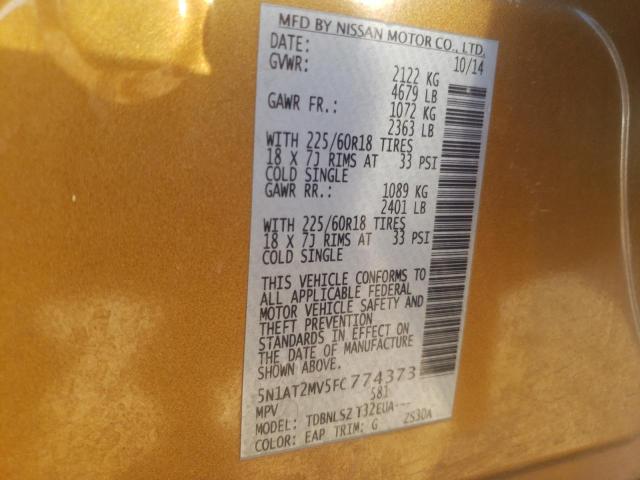 MFD BY NISSAN MOTOR CO., LTD.
DATE: 10/14
GVWR: 2122 KG
4679 LB
GAWR FR.: 1072 KG
2363 LB
WITH 225/60R18 TIRES
18 X 7J RIMS AT 33 PSI
COLD SINGLE
GAWR RR.: 1089 KG
2401 LB
WITH 225/60R18 TIRES
18 X 7J RIMS AT 33 PSI
COLD SINGLE
THIS VEHICLE CONFORMS TO
ALL APPLICABLE FEDERAL
MOTOR VEHICLE SAFETY AND
THEFT PREVENTION
STANDARDS IN EFFECT ON
THE DATE OF MANUFACTURE
SHOWN ABOVE.
5N1AT2MV5FC774373
MPV 581
MODEL: TDBNLS2 T32EUA---
COLOR: EAP TRIM: G ZS30A